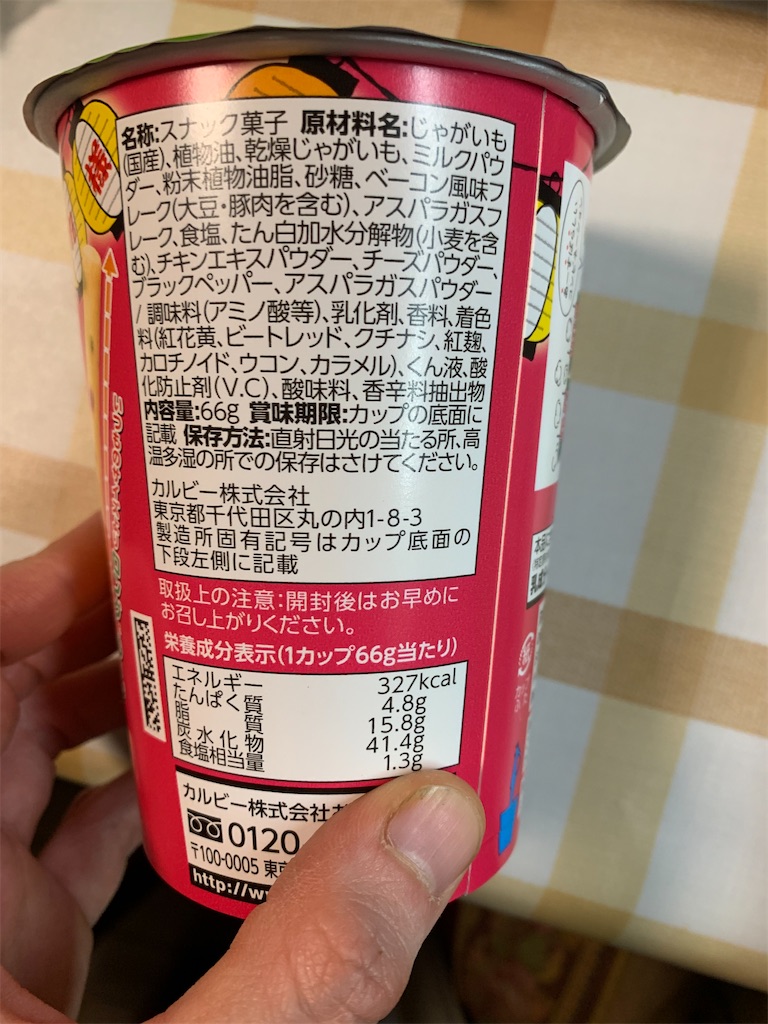 名称:スナック菓子 原材料名:じゃがいも
(国産)、植物油、乾燥じゃがいも、ミルクパウ
ダー、粉末植物油脂、砂糖、ベーコン風味フ
レーク(大豆・豚肉を含む)、アスパラガスフ
レーク、食塩、たん白加水分解物(小麦を含
む)、チキンエキスパウダー、チーズパウダー、
ブラックペッパー、アスパラガスパウダー
/調味料(アミノ酸等)、乳化剤、香料、着色
料(紅花黄、ビートレッド、クチナシ、紅麹、
カロチノイド、ウコン、カラメル)、くん液、酸
化防止剤(V.C)、酸味料、香辛料抽出物
内容量:66g 賞味期限:カップの底面に
記載 保存方法:直射日光の当たる所、高
温多湿の所での保存はさけてください。
カルビー株式会社
東京都千代田区丸の内1-8-3
製造所固有記号はカップ底面の
下段左側に記載
取扱上の注意:開封後はお早めに
お召し上がりください。
栄養成分表示(1カップ66g当たり)
エネルギー 327kcal
たんぱく質 4.8g
脂質 15.8g
炭水化物 41.4g
食塩相当量 1.3g
カルビー株式会社お
0120
〒100-0005 東京
http://w